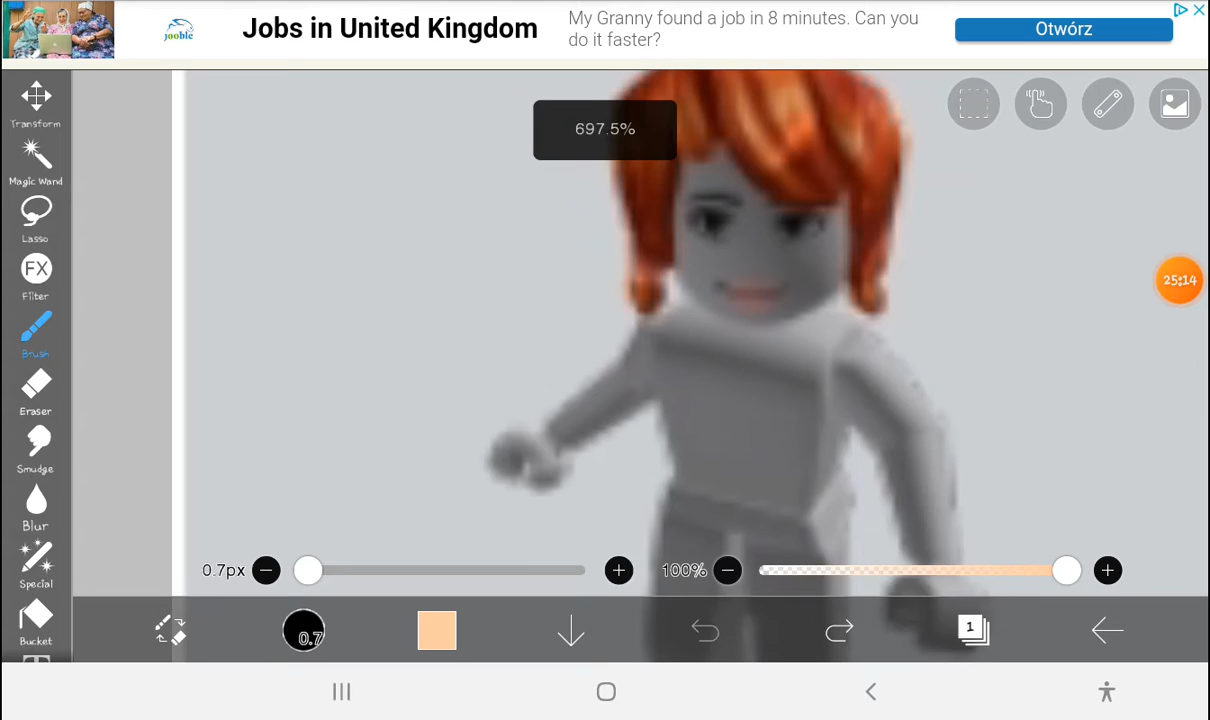 jooble
Jobs in United Kingdom
My Granny found a job in 8 minutes. Can you
do it faster?
Otwórz
Transform
Magic Wand
Lasso
FX
Filter
Brush
Eraser
Smudge
Blur
Special
Bucket
697.5%
25:14
0.7px
100%
0.7
1